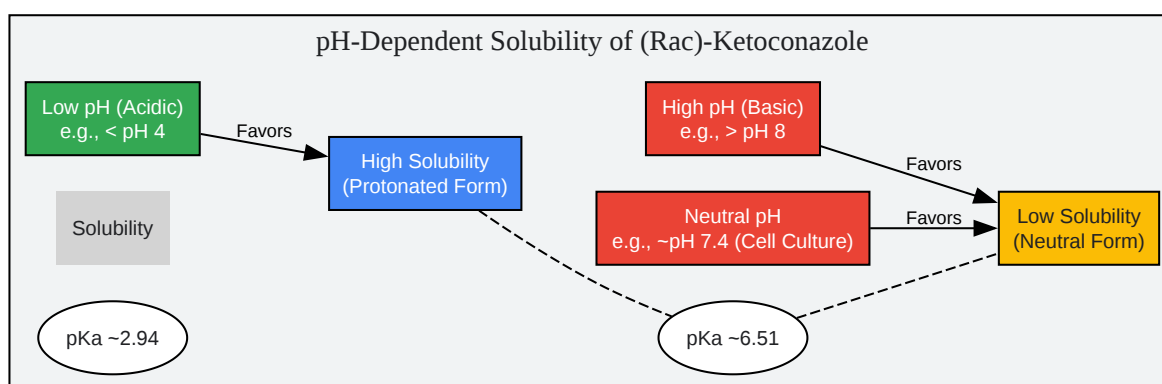 pH-Dependent Solubility of (Rac)-Ketoconazole
Low pH (Acidic)
e.g., < pH 4
Favors
High Solubility
(Protonated Form)
High pH (Basic)
e.g., > pH 8
Favors
Solubility
Neutral pH
e.g., ~pH 7.4 (Cell Culture)
Favors
Low Solubility
(Neutral Form)
pKa ~2.94
pKa ~6.51